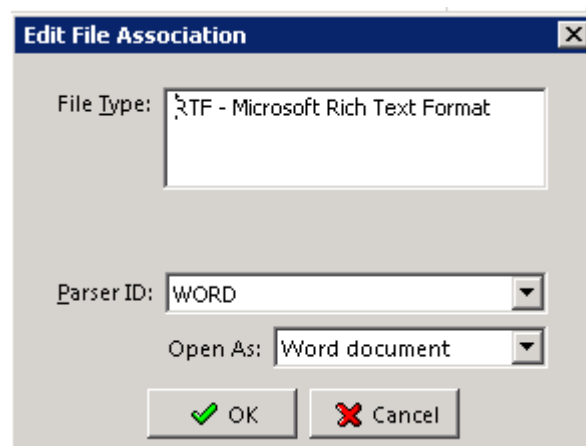 Edit File Association
File Type:
RTF - Microsoft Rich Text Format
Parser ID:
WORD
Open As:
Word document
OK
Cancel